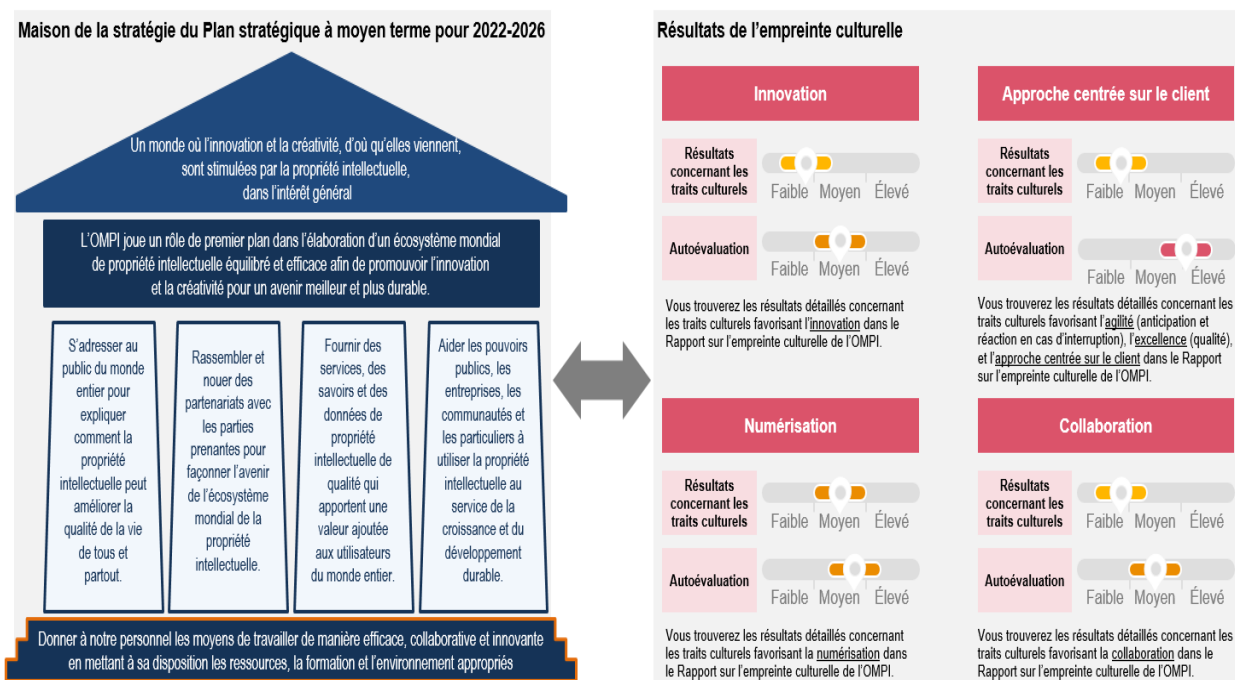 Maison de la stratégie du Plan stratégique à moyen terme pour 2022-2026
Un monde où l'innovation et la créativité, d'où qu'elles viennent,
sont stimulées par la propriété intellectuelle,
dans l'intérêt général
L'OMPI joue un rôle de premier plan dans l'élaboration d'un écosystème mondial
de propriété intellectuelle équilibré et efficace afin de promouvoir l'innovation
et la créativité pour un avenir meilleur et plus durable.
S'adresser au
public du monde
entier pour
expliquer
comment la
propriété
intellectuelle peut
améliorer la
qualité de la vie
de tous et
partout.
Rassembler et
nouer des
partenariats avec
les parties
prenantes pour
façonner l'avenir
de l'écosystème
mondial de la
propriété
intellectuelle.
Fournir des
services, des
savoirs et des
données de
propriété
intellectuelle de
qualité qui
apportent une
valeur ajoutée
aux utilisateurs
du monde entier.
Aider les pouvoirs
publics, les
entreprises, les
communautés et
les particuliers à
utiliser la propriété
intellectuelle au
service de la
croissance et du
développement
durable.
Donner à notre personnel les moyens de travailler de manière efficace, collaborative et innovante
en mettant à sa disposition les ressources, la formation et l'environnement appropriés
Résultats de l'empreinte culturelle
Innovation
Résultats
concernant les
traits culturels
Faible Moyen Élevé
Autoévaluation
Faible Moyen Élevé
Vous trouverez les résultats détaillés concernant
les traits culturels favorisant l'innovation dans le
Rapport sur l'empreinte culturelle de l'OMPI.
Approche centrée sur le client
Résultats
concernant les
traits culturels
Faible Moyen Élevé
Autoévaluation
Faible Moyen Élevé
Vous trouverez les résultats détaillés concernant les
traits culturels favorisant l'agilité (anticipation et
réaction en cas d'interruption), l'excellence (qualité),
et l'approche centrée sur le client dans le Rapport
sur l'empreinte culturelle de l'OMPI.
Numérisation
Résultats
concernant les
traits culturels
Faible Moyen Élevé
Autoévaluation
Faible Moyen Élevé
Vous trouverez les résultats détaillés concernant
les traits culturels favorisant la numérisation dans
le Rapport sur l'empreinte culturelle de l'OMPI.
Collaboration
Résultats
concernant les
traits culturels
Faible Moyen Élevé
Autoévaluation
Faible Moyen Élevé
Vous trouverez les résultats détaillés concernant les
traits culturels favorisant la collaboration dans le
Rapport sur l'empreinte culturelle de l'OMPI.